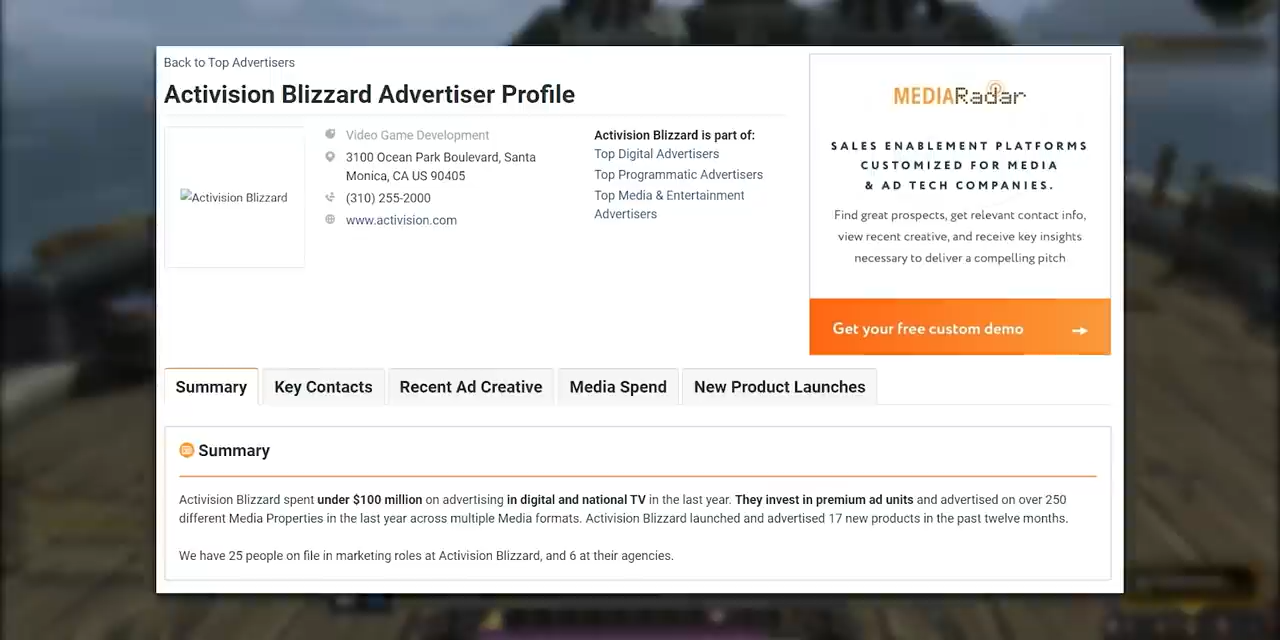 Back to Top Advertisers
Activision Blizzard Advertiser Profile
Activision Blizzard
Video Game Development
3100 Ocean Park Boulevard, Santa
Monica, CA US 90405
(310) 255-2000
www.activision.com
Activision Blizzard is part of:
Top Digital Advertisers
Top Programmatic Advertisers
Top Media & Entertainment
Advertisers
MEDIARadar
SALES ENABLEMENT PLATFORMS
CUSTOMIZED FOR MEDIA
& AD TECH COMPANIES.
Find great prospects, get relevant contact info,
view recent creative, and receive key insights
necessary to deliver a compelling pitch
Get your free custom demo
Summary
Key Contacts
Recent Ad Creative
Media Spend
New Product Launches
Summary
Activision Blizzard spent under $100 million on advertising in digital and national TV in the last year. They invest in premium ad units and advertised on over 250
different Media Properties in the last year across multiple Media formats. Activision Blizzard launched and advertised 17 new products in the past twelve months.
We have 25 people on file in marketing roles at Activision Blizzard, and 6 at their agencies.